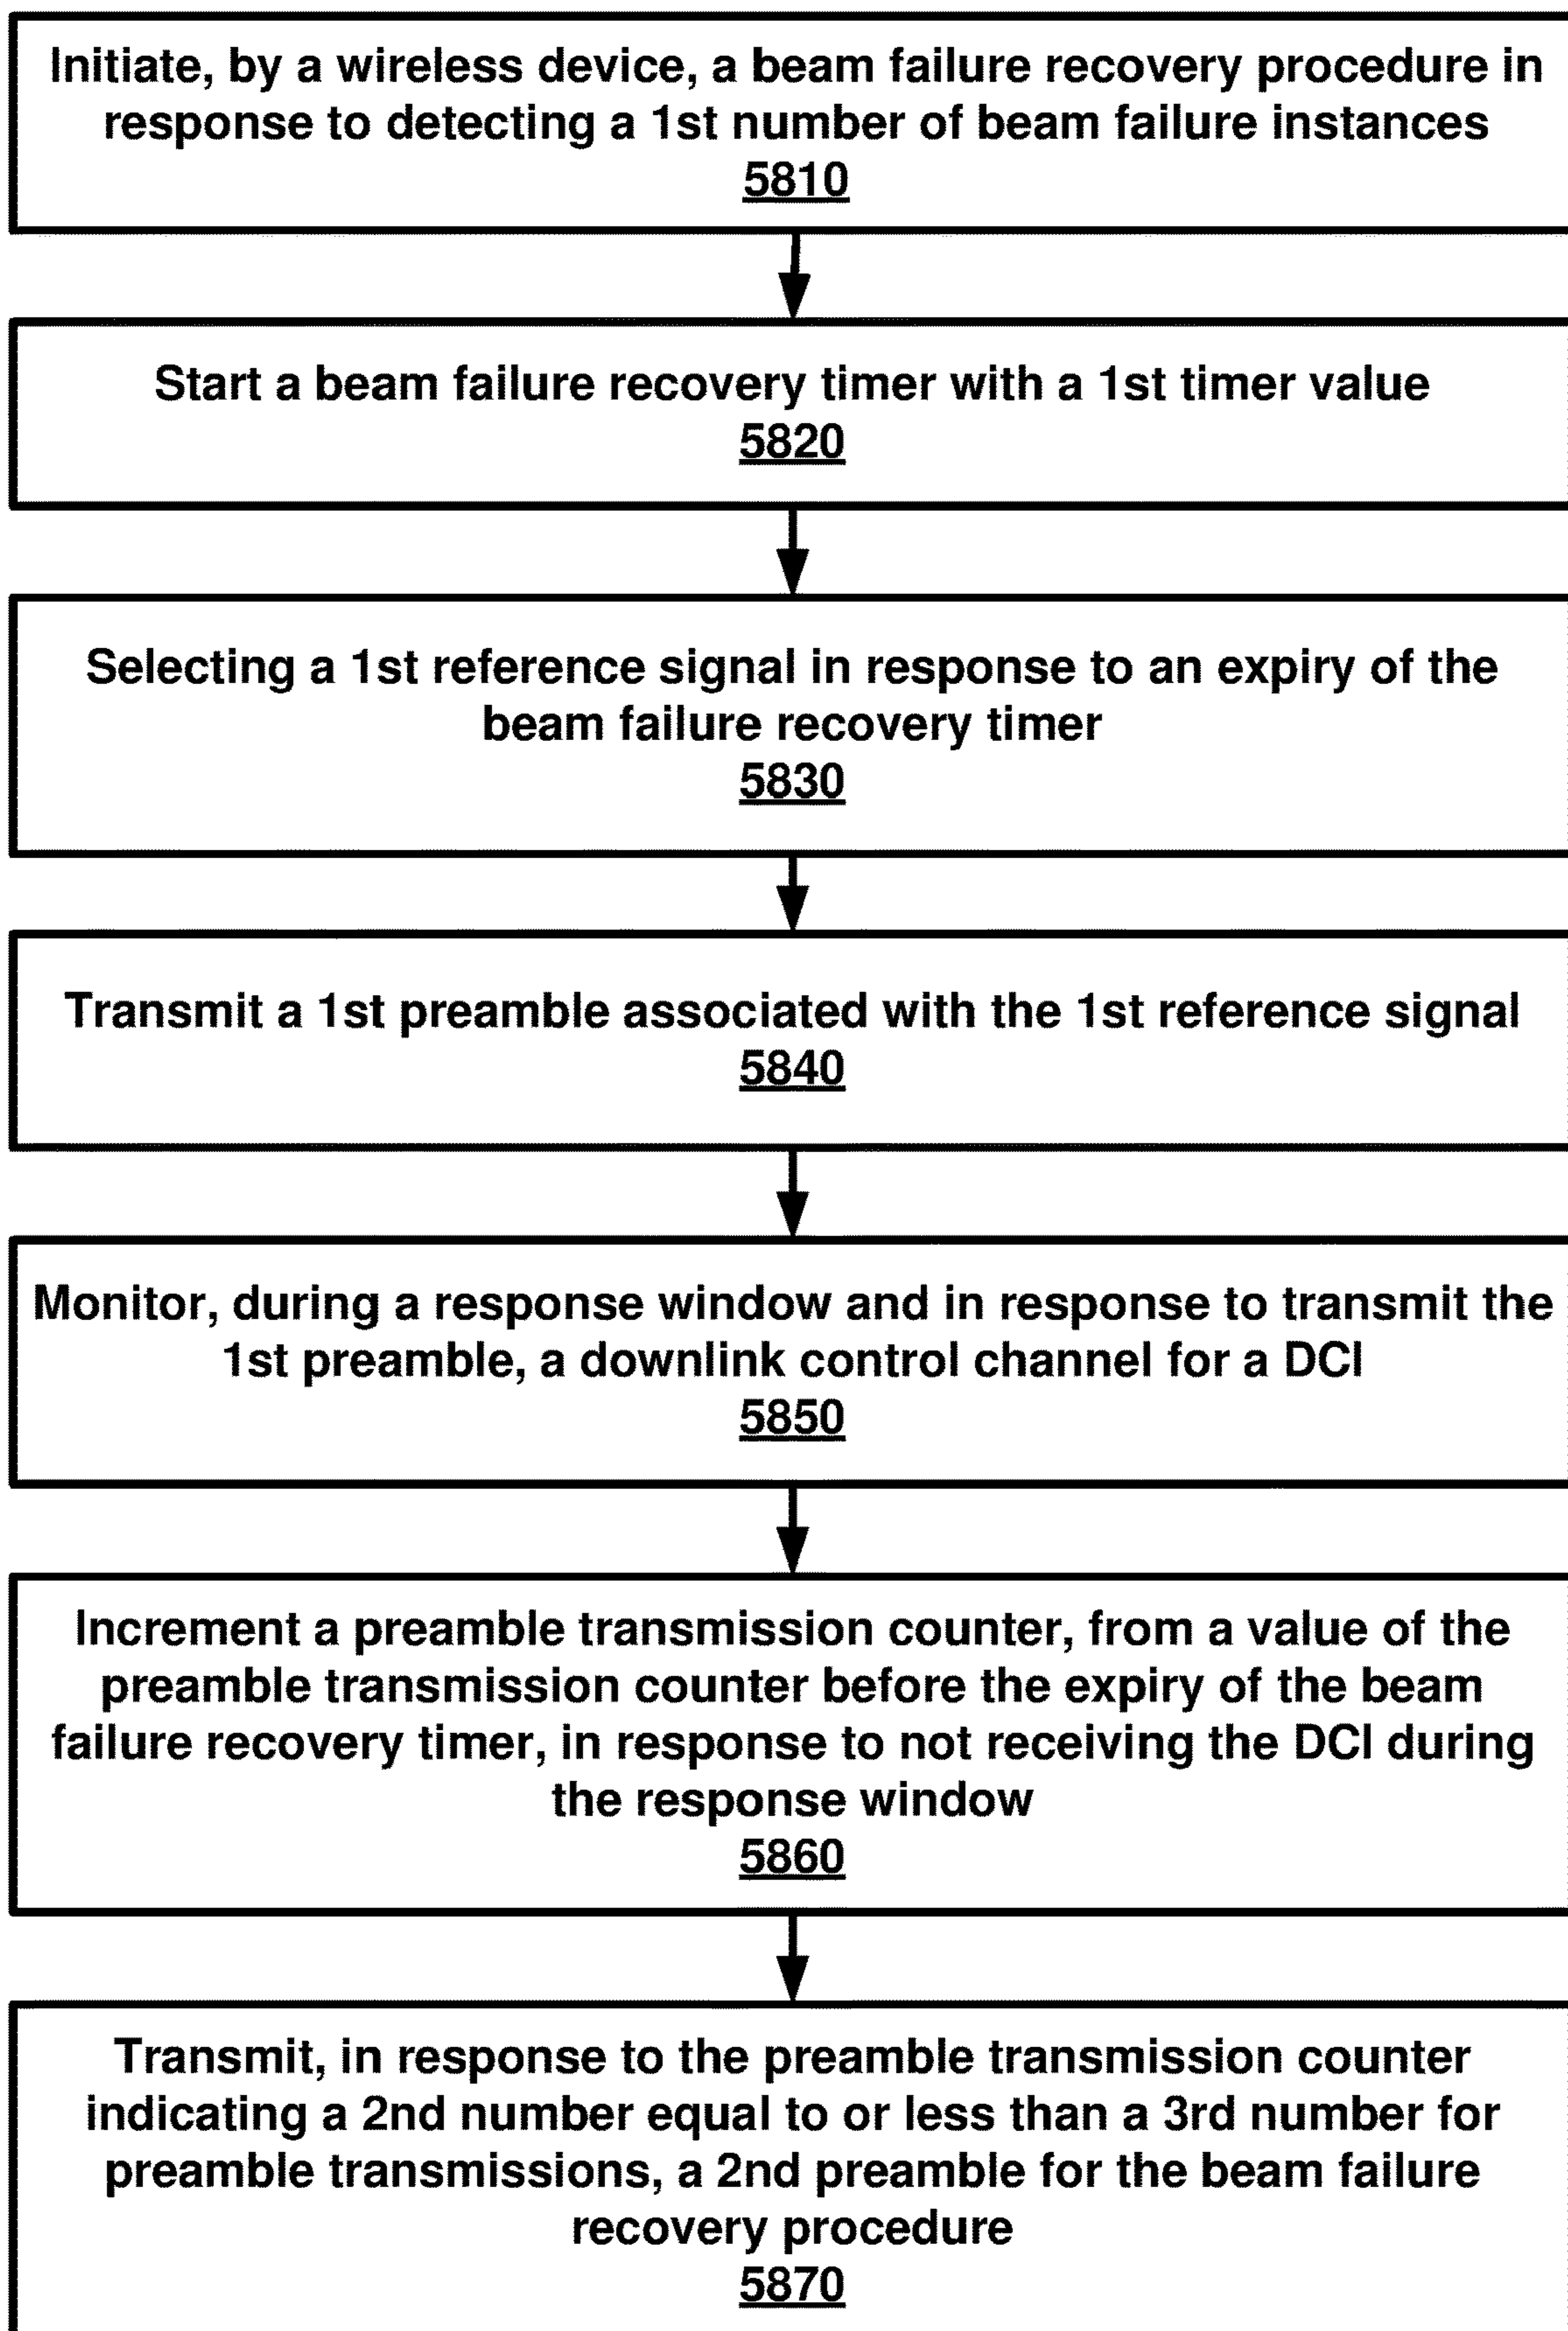 Initiate, by a wireless device, a beam failure recovery procedure in
response to detecting a 1st number of beam failure instances
5810
Start a beam failure recovery timer with a 1st timer value
5820
Selecting a 1st reference signal in response to an expiry of the
beam failure recovery timer
5830
Transmit a 1st preamble associated with the 1st reference signal
5840
Monitor, during a response window and in response to transmit the
1st preamble, a downlink control channel for a DCI
5850
Increment a preamble transmission counter, from a value of the
preamble transmission counter before the expiry of the beam
failure recovery timer, in response to not receiving the DCI during
the response window
5860
Transmit, in response to the preamble transmission counter
indicating a 2nd number equal to or less than a 3rd number for
preamble transmissions, a 2nd preamble for the beam failure
recovery procedure
5870